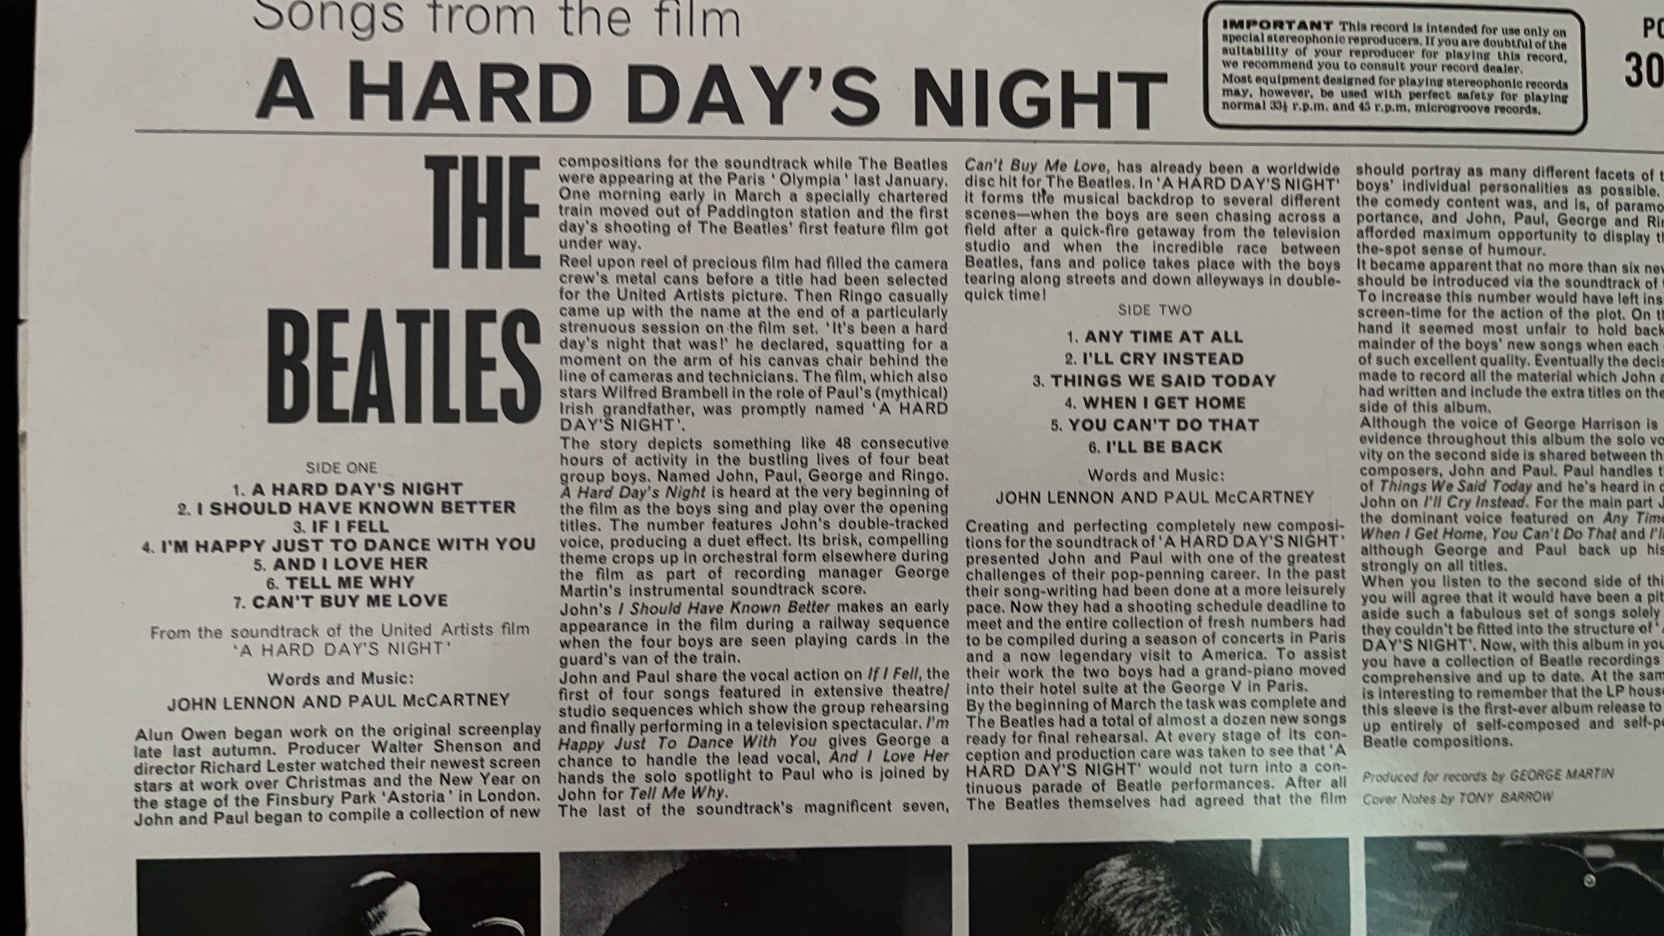 Songs from the film
A HARD DAY'S NIGHT
IMPORTANT This record is intended for use only on
special stereophonic reproducers. If you are doubtful of the
suitability of your reproducer for playing this record,
we recommend you to consult your record dealer.
Most equipment designed for playing stereophonic records
may, however, be used with perfect safety for playing
normal 33⅓ r.p.m. and 45 r.p.m. microgroove records.
30
THE
BEATLES
SIDE ONE
1. A HARD DAY'S NIGHT
2. I SHOULD HAVE KNOWN BETTER
3. IF I FELL
4. I'M HAPPY JUST TO DANCE WITH YOU
5. AND I LOVE HER
6. TELL ME WHY
7. CAN'T BUY ME LOVE
From the soundtrack of the United Artists film
'A HARD DAY'S NIGHT'
Words and Music:
JOHN LENNON AND PAUL McCARTNEY
Alun Owen began work on the original screenplay
late last autumn. Producer Walter Shenson and
director Richard Lester watched their newest screen
stars at work over Christmas and the New Year on
the stage of the Finsbury Park 'Astoria' in London.
John and Paul began to compile a collection of new
compositions for the soundtrack while The Beatles
were appearing at the Paris 'Olympia' last January.
One morning early in March a specially chartered
train moved out of Paddington station and the first
day's shooting of The Beatles' first feature film got
under way.
Reel upon reel of precious film had filled the camera
crew's metal cans before a title had been selected
for the United Artists picture. Then Ringo casually
came up with the name at the end of a particularly
strenuous session on the film set. 'It's been a hard
day's night that was!' he declared, squatting for a
moment on the arm of his canvas chair behind the
line of cameras and technicians. The film, which also
stars Wilfred Brambell in the role of Paul's (mythical)
Irish grandfather, was promptly named 'A HARD
DAY'S NIGHT'.
The story depicts something like 48 consecutive
hours of activity in the bustling lives of four beat
group boys. Named John, Paul, George and Ringo.
A Hard Day's Night is heard at the very beginning of
the film as the boys sing and play over the opening
titles. The number features John's double-tracked
voice, producing a duet effect. Its brisk, compelling
theme crops up in orchestral form elsewhere during
the film as part of recording manager George
Martin's instrumental soundtrack score.
John's I Should Have Known Better makes an early
appearance in the film during a railway sequence
when the four boys are seen playing cards in the
guard's van of the train.
John and Paul share the vocal action on If I Fell, the
first of four songs featured in extensive theatre/
studio sequences which show the group rehearsing
and finally performing in a television spectacular. I'm
Happy Just To Dance With You gives George a
chance to handle the lead vocal, And I Love Her
hands the solo spotlight to Paul who is joined by
John for Tell Me Why.
The last of the soundtrack's magnificent seven,
Can't Buy Me Love, has already been a worldwide
disc hit for The Beatles. In 'A HARD DAY'S NIGHT'
it forms the musical backdrop to several different
scenes—when the boys are seen chasing across a
field after a quick-fire getaway from the television
studio and when the incredible race between
Beatles, fans and police takes place with the boys
tearing along streets and down alleyways in double-
quick time!
SIDE TWO
1. ANY TIME AT ALL
2. I'LL CRY INSTEAD
3. THINGS WE SAID TODAY
4. WHEN I GET HOME
5. YOU CAN'T DO THAT
6. I'LL BE BACK
Words and Music:
JOHN LENNON AND PAUL McCARTNEY
Creating and perfecting completely new composi-
tions for the soundtrack of 'A HARD DAY'S NIGHT'
presented John and Paul with one of the greatest
challenges of their pop-penning career. In the past
their song-writing had been done at a more leisurely
pace. Now they had a shooting schedule deadline to
meet and the entire collection of fresh numbers had
to be compiled during a season of concerts in Paris
and a now legendary visit to America. To assist
their work the two boys had a grand-piano moved
into their hotel suite at the George V in Paris.
By the beginning of March the task was complete and
The Beatles had a total of almost a dozen new songs
ready for final rehearsal. At every stage of its con-
ception and production care was taken to see that 'A
HARD DAY'S NIGHT' would not turn into a con-
tinuous parade of Beatle performances. After all
The Beatles themselves had agreed that the film
should portray as many different facets of
boys' individual personalities as possible.
the comedy content was, and is, of
portance, and John, Paul, George and
afforded maximum opportunity to display
the-spot sense of humour.
It became apparent that no more than six
should be introduced via the soundtrack of
To increase this number would have left
screen-time for the action of the plot. On
hand it seemed most unfair to hold back
mainder of the boys' new songs when each
of such excellent quality. Eventually the
made to record all the material which John
had written and include the extra titles on the
side of this album.
Although the voice of George Harrison is
evidence throughout this album the solo
vity on the second side is shared between
composers, John and Paul. Paul handles
of Things We Said Today and he's heard in
John on I'll Cry Instead. For the main part
the dominant voice featured on Any
When I Get Home, You Can't Do That and
although George and Paul back up his
strongly on all titles.
When you listen to the second side of
you will agree that it would have been a
aside such a fabulous set of songs solely
they couldn't be fitted into the structure of
DAY'S NIGHT'. Now, with this album in
you have a collection of Beatle recordings
comprehensive and up to date. At the
is interesting to remember that the LP
this sleeve is the first-ever album release to
up entirely of self-composed and
Beatle compositions.
Produced for records by GEORGE MARTIN
Cover Notes by TONY BARROW